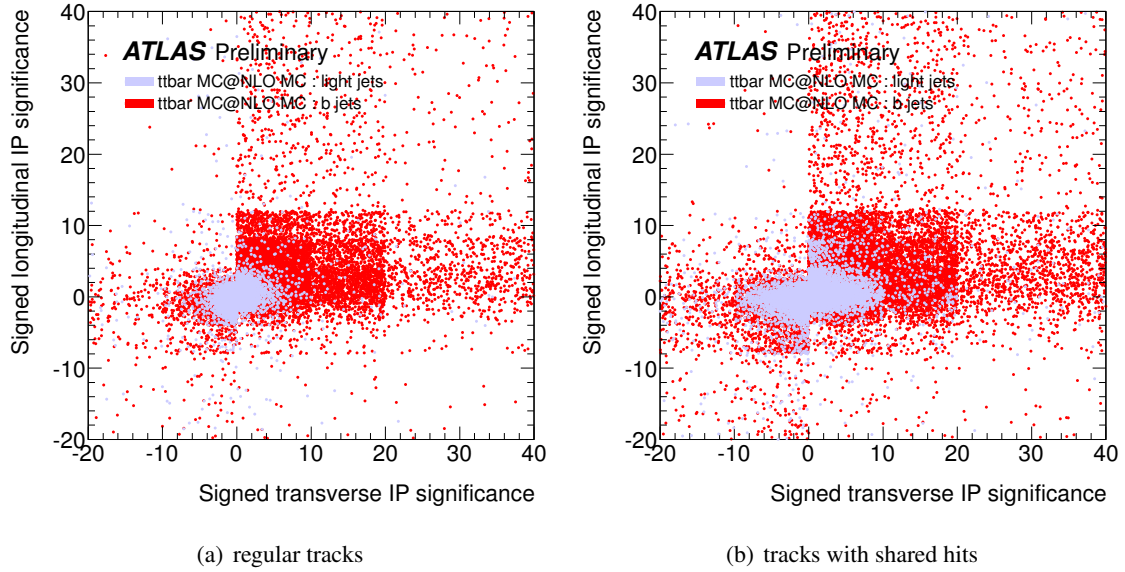 ATLAS Preliminary
ttbar MC@NLO MC : light jets
ttbar MC@NLO MC : b jets
Signed longitudinal IP significance
40
30
20
10
0
-10
-20
-20 -10 0 10 20 30 40
Signed transverse IP significance
(a) regular tracks
ATLAS Preliminary
ttbar MC@NLO MC : light jets
ttbar MC@NLO MC : b jets
Signed longitudinal IP significance
40
30
20
10
0
-10
-20
-20 -10 0 10 20 30 40
Signed transverse IP significance
(b) tracks with shared hits